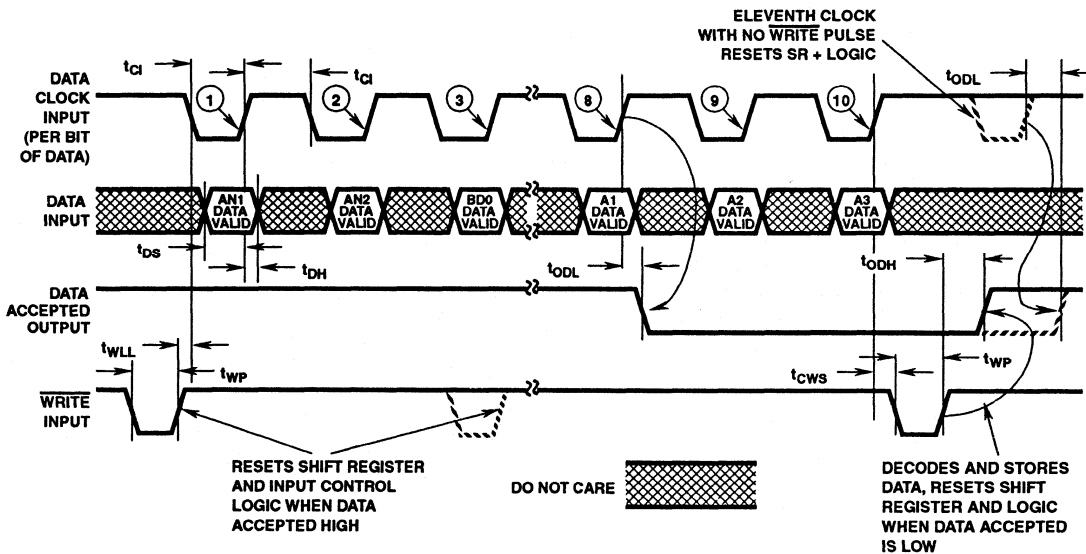 ELEVENTH CLOCK
WITH NO WRITE PULSE
RESETS SR + LOGIC
tCI
tCI
tODL
DATA
CLOCK
INPUT
(PER BIT
OF DATA)
1
2
3
8
9
10
DATA
INPUT
AN1
DATA
VALID
AN2
DATA
VALID
BD0
DATA
VALID
A1
DATA
VALID
A2
DATA
VALID
A3
DATA
VALID
tDS
tDH
tODL
tODH
DATA
ACCEPTED
OUTPUT
tWLL
tWP
tCWS
tWP
WRITE
INPUT
RESETS SHIFT REGISTER
AND INPUT CONTROL
LOGIC WHEN DATA
ACCEPTED HIGH
DO NOT CARE
DECODES AND STORES
DATA, RESETS SHIFT
REGISTER AND LOGIC
WHEN DATA ACCEPTED
IS LOW